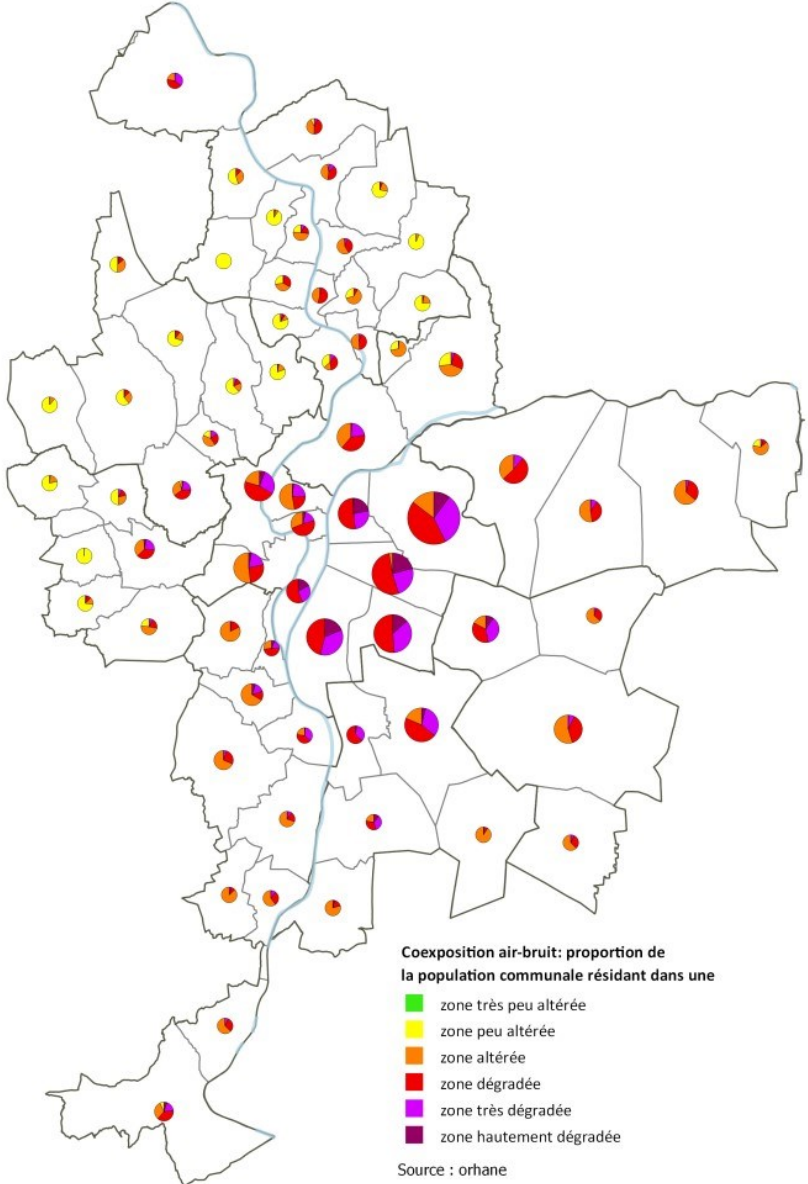 Coexposition air-bruit: proportion de
la population communale résidant dans une
zone très peu altérée
zone peu altérée
zone altérée
zone dégradée
zone très dégradée
zone hautement dégradée
Source : orhane